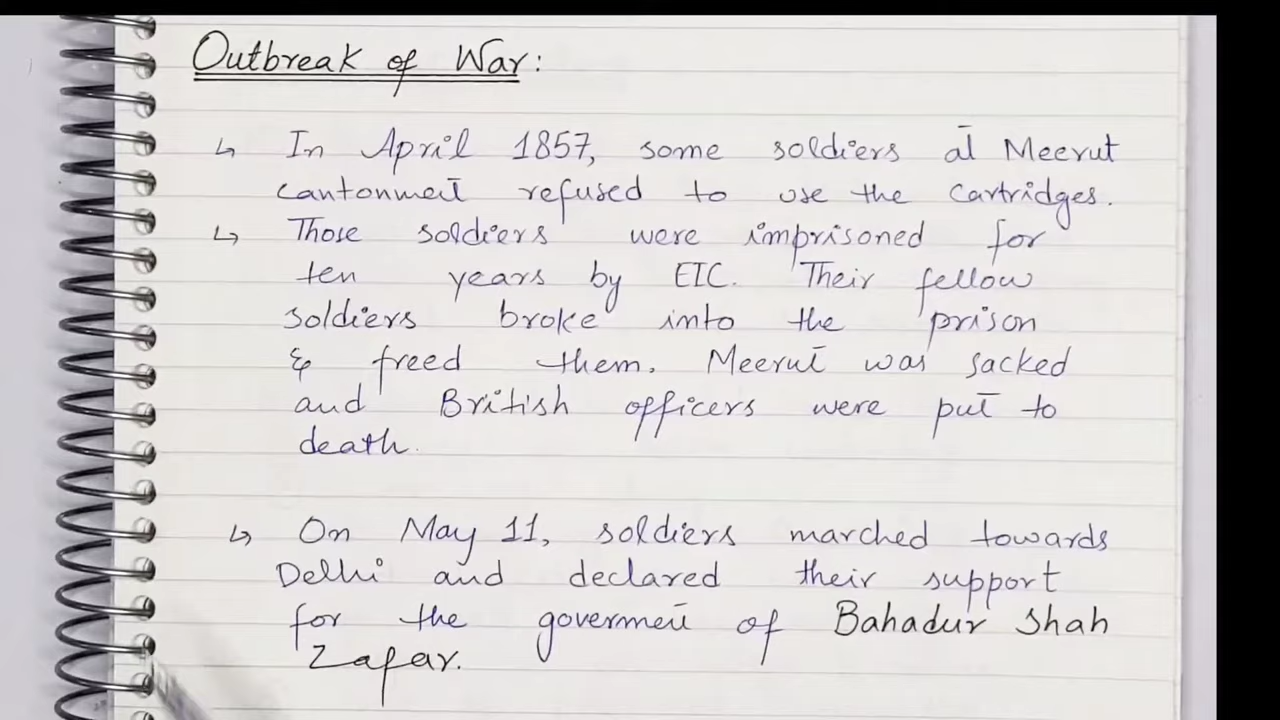 Outbreak of War:
↳ In April 1857, some soldiers at Meerut
cantonment refused to use the cartridges.
↳ Those soldiers were imprisoned for
ten years by EIC. Their fellow
soldiers broke into the prison
& freed them. Meerut was sacked
and British officers were put to
death.
↳ On May 11, soldiers marched towards
Delhi and declared their support
for the goverment of Bahadur Shah
Zafar.